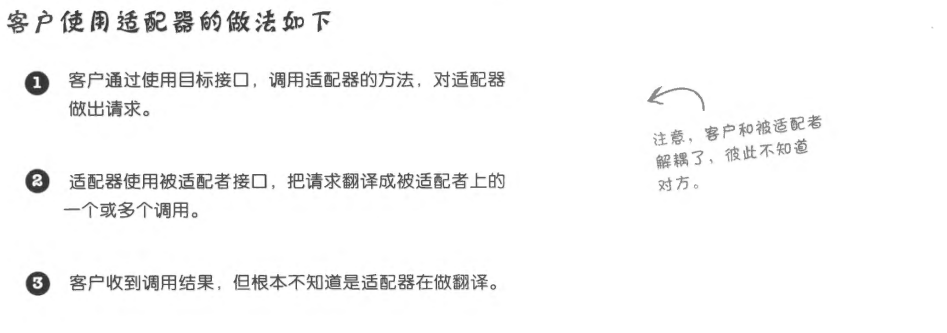 客户使用适配器的做法如下
1 客户通过使用目标接口，调用适配器的方法，对适配器
做出请求。
2 适配器使用被适配者接口，把请求翻译成被适配者上的
一个或多个调用。
3 客户收到调用结果，但根本不知道是适配器在做翻译。
注意，客户和被适配者
解耦了，彼此不知道
对方。